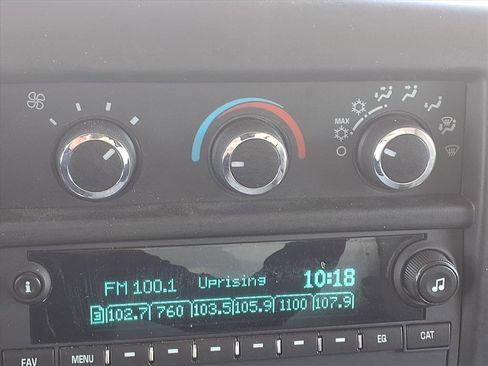 MAX
FM 100.1 Uprising 10:18
3 102.7 760 103.5 105.9 1100 107.9
i
FAV MENU EQ CAT